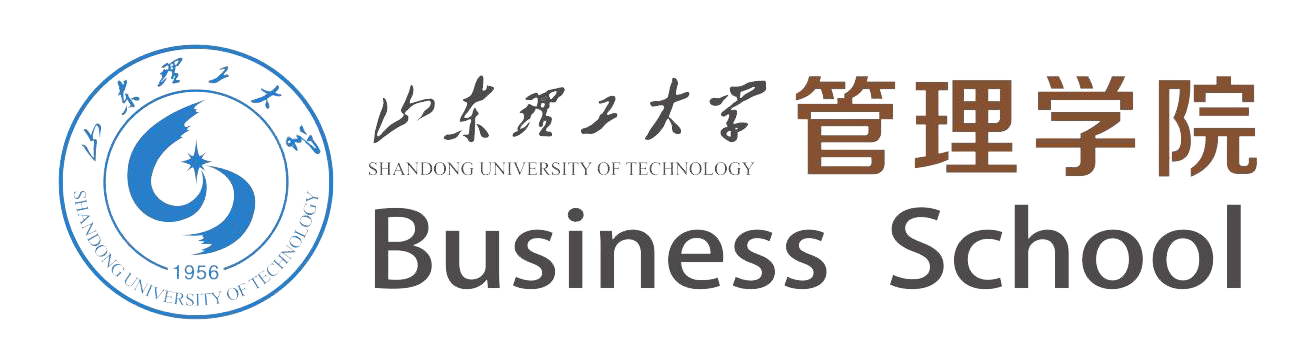 山东理工大学
1956
SHANDONG UNIVERSITY OF TECHNOLOGY
山东理工大学 管理学院
SHANDONG UNIVERSITY OF TECHNOLOGY
Business School